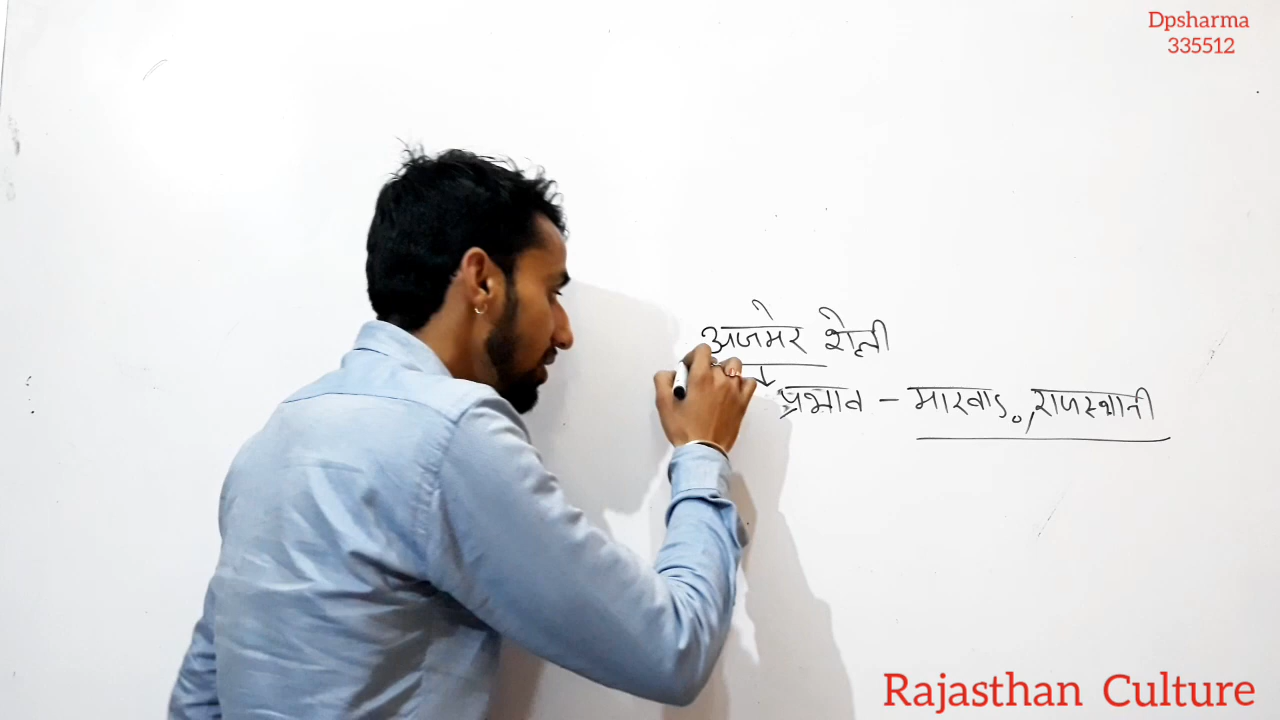 Dpsharma
335512
अजमेर शैली
↓ प्रभाव - मारवाड़, राजस्थानी
Rajasthan Culture